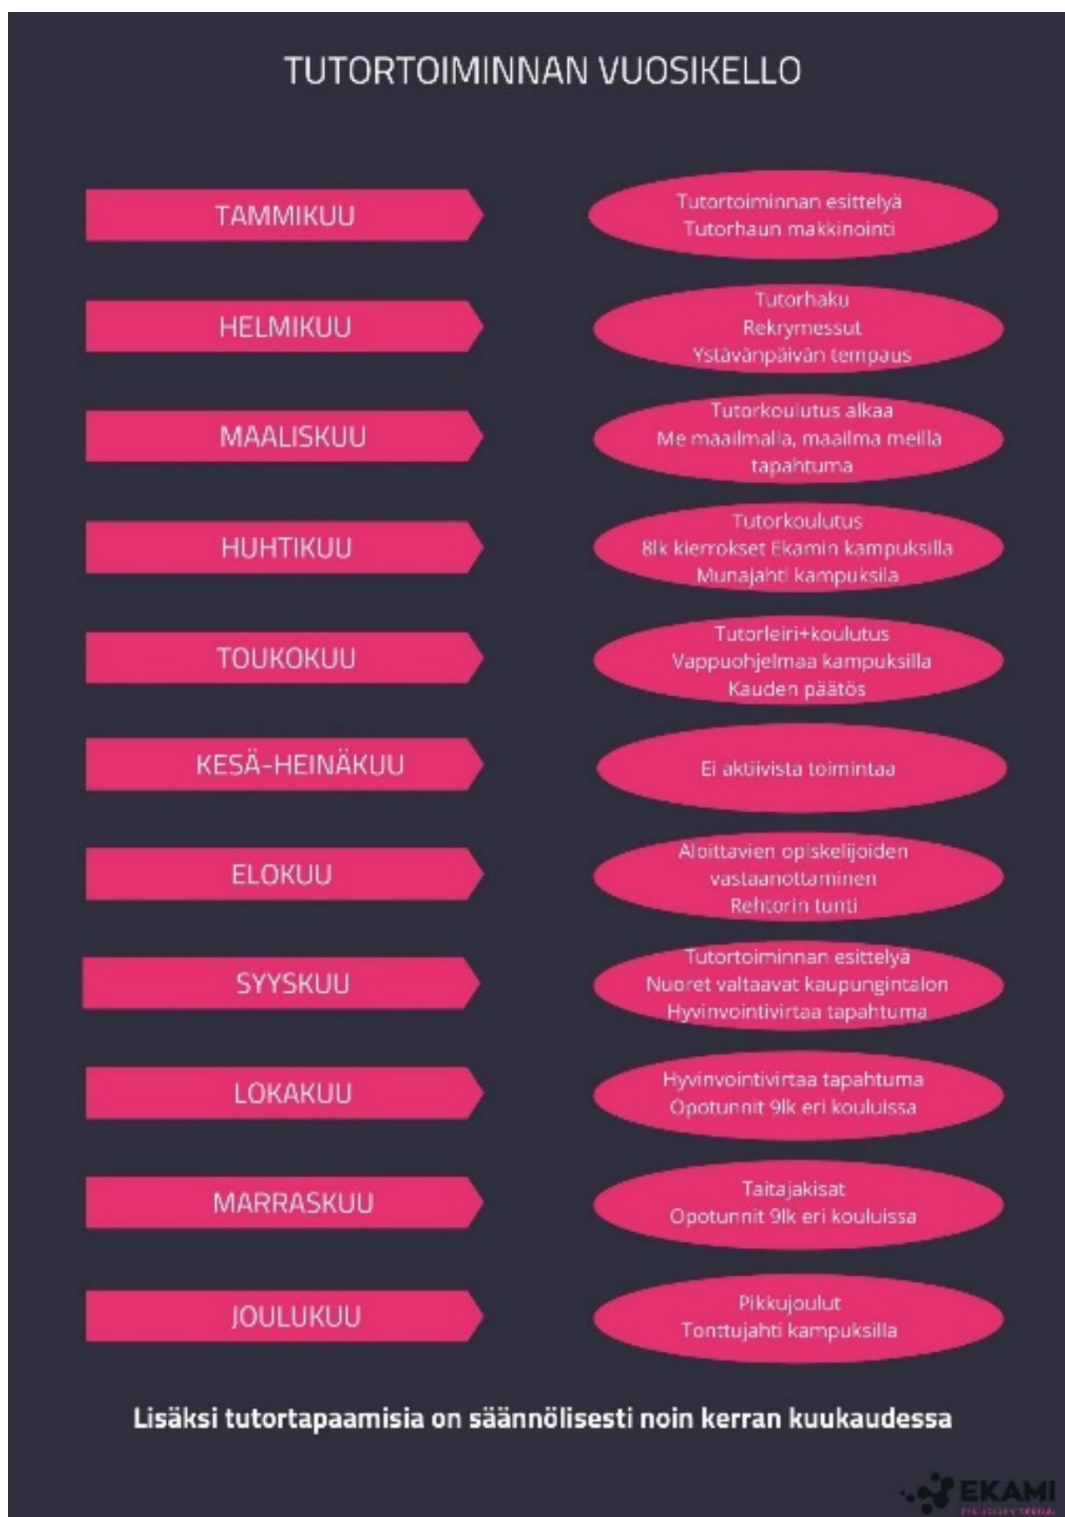 TUTORTOIMINNAN VUOSIKELLO
TAMMIKUU
Tutortoiminnan esittelyä
Tutorhaun makkinointi
HELMIKUU
Tutorhaku
Rekrymessut
Ystävänpäivän tempaus
MAALISKUU
Tutorkoulutus alkaa
Me maailmalla, maailma meillä
tapahtuma
HUHTIKUU
Tutorkoulutus
8lk kierrokset Ekamin kampuksilla
Munajahti kampuksila
TOUKOKUU
Tutorleiri+koulutus
Vappuohjelmaa kampuksilla
Kauden päätös
KESÄ-HEINÄKUU
Ei aktiivista toimintaa
ELOKUU
Aloittavien opiskelijoiden
vastaanottaminen
Rehtorin tunti
SYYSKUU
Tutortoiminnan esittelyä
Nuoret valtaavat kaupungintalon
Hyvinvointivirtaa tapahtuma
LOKAKUU
Hyvinvointivirtaa tapahtuma
Opotunnit 9lk eri kouluissa
MARRASKUU
Taitajakisat
Opotunnit 9lk eri kouluissa
JOULUKUU
Pikkujoulut
Tonttujahti kampuksilla
Lisäksi tutortapaamisia on säännölisesti noin kerran kuukaudessa
EKAMI